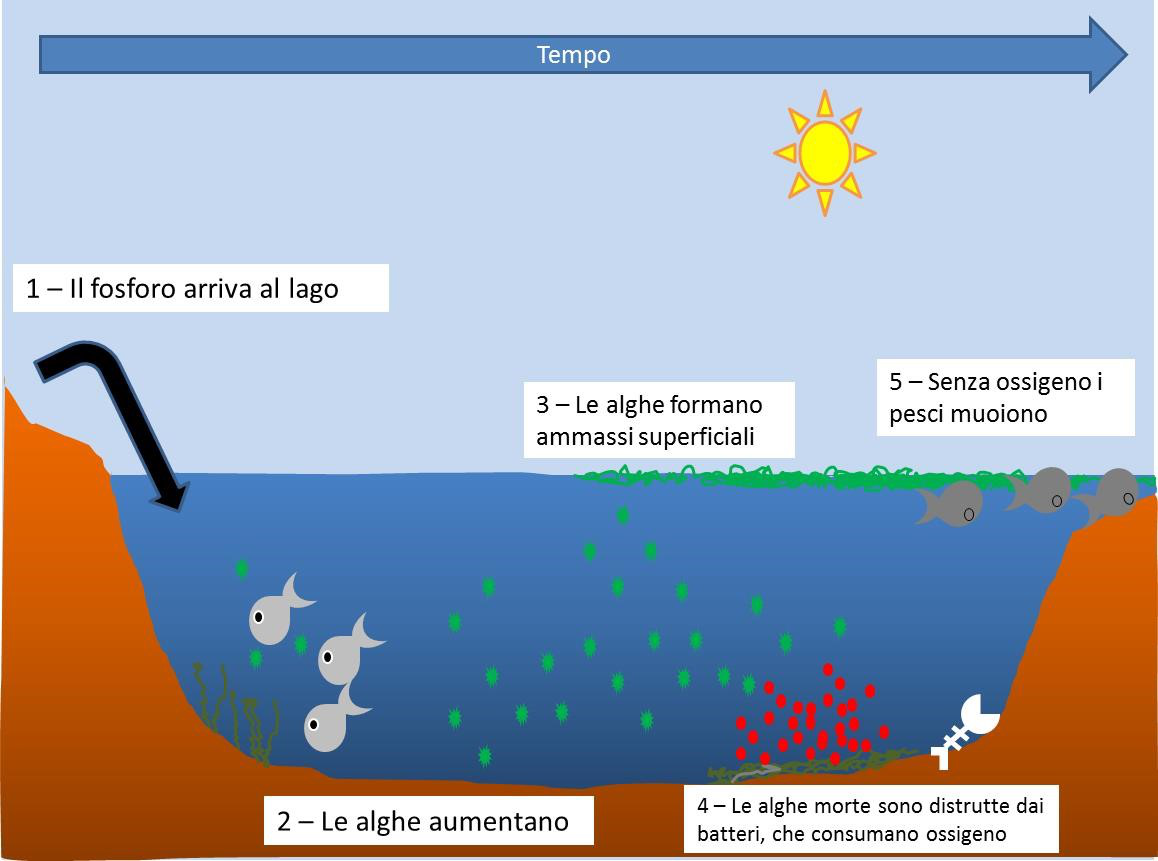 Tempo
1 – Il fosforo arriva al lago
3 – Le alghe formano
ammassi superficiali
5 – Senza ossigeno i
pesci muoiono
2 – Le alghe aumentano
4 – Le alghe morte sono distrutte dai
batteri, che consumano ossigeno